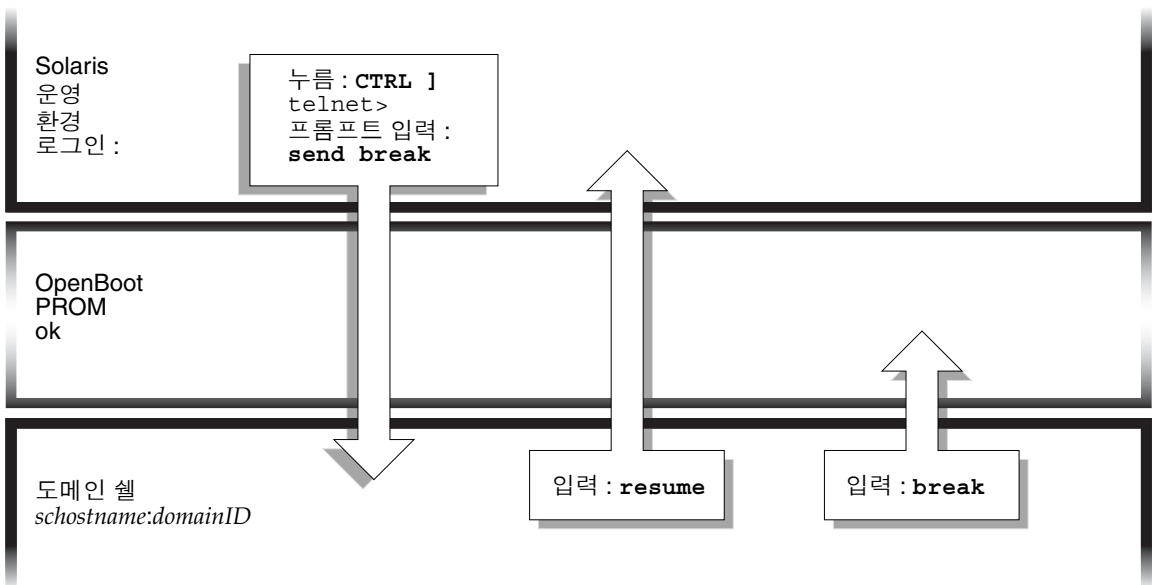 Solaris
운영
환경
로그인 :
누름 : CTRL ]
telnet>
프롬프트 입력 :
send break
OpenBoot
PROM
ok
도메인 쉘
schostname:domainID
입력 : resume
입력 : break